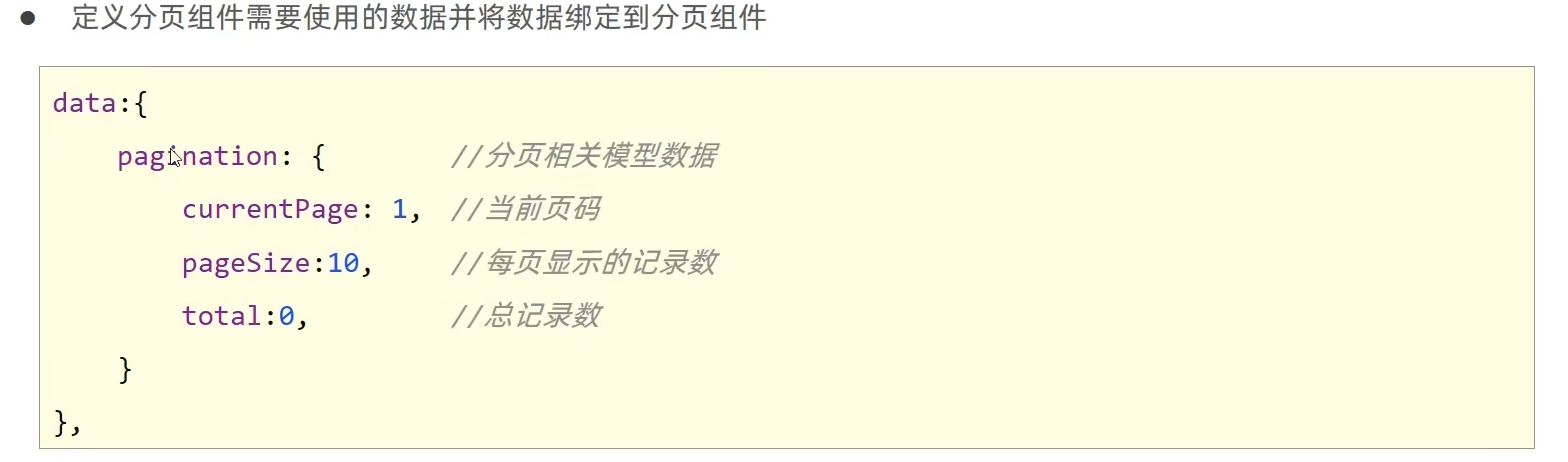 ● 定义分页组件需要使用的数据并将数据绑定到分页组件
data:{
    pagination: {        //分页相关模型数据
        currentPage: 1,  //当前页码
        pageSize:10,     //每页显示的记录数
        total:0,         //总记录数
    }
},